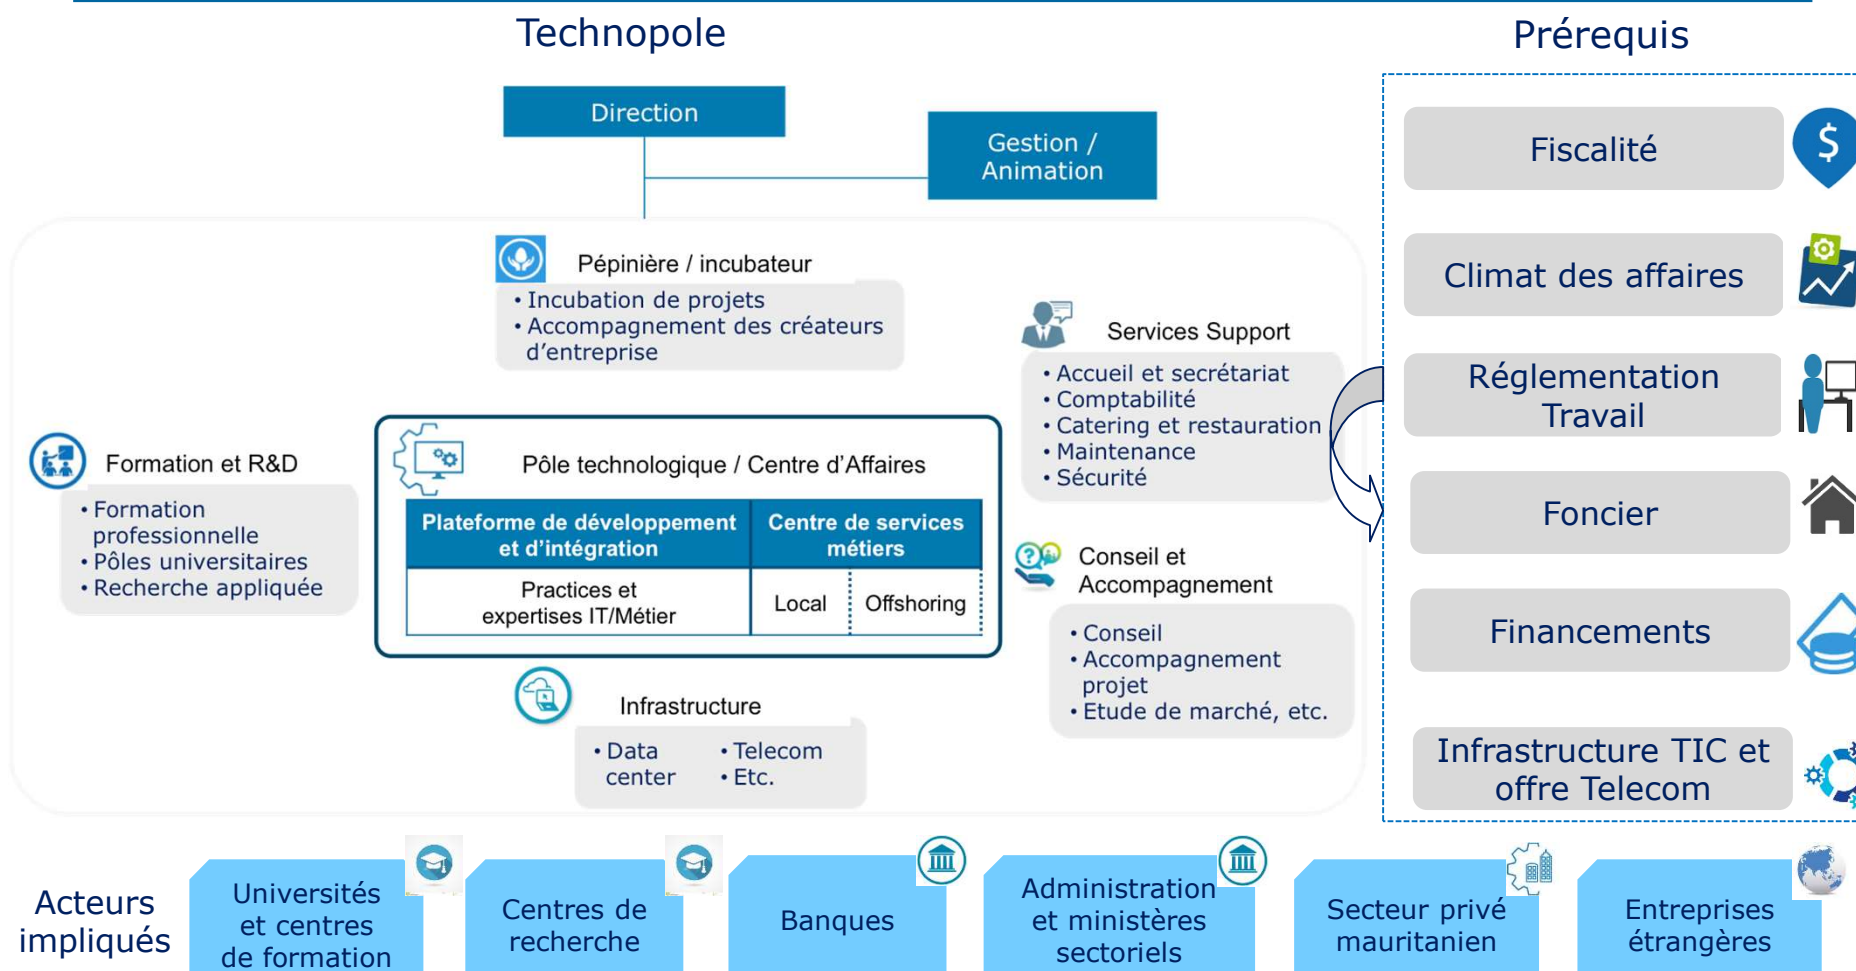 Technopole
Prérequis
Direction
Gestion /
Animation
Pépinière / incubateur
• Incubation de projets
• Accompagnement des créateurs
d’entreprise
Services Support
• Accueil et secrétariat
• Comptabilité
• Catering et restauration
• Maintenance
• Sécurité
Formation et R&D
• Formation
professionnelle
• Pôles universitaires
• Recherche appliquée
Pôle technologique / Centre d’Affaires
Plateforme de développement
et d’intégration
Centre de services
métiers
Practices et
expertises IT/Métier
Local
Offshoring
Conseil et
Accompagnement
• Conseil
• Accompagnement
projet
• Etude de marché, etc.
Infrastructure
• Data
center
• Telecom
• Etc.
Fiscalité
Climat des affaires
Réglementation
Travail
Foncier
Financements
Infrastructure TIC et
offre Telecom
Acteurs
impliqués
Universités
et centres
de formation
Centres de
recherche
Banques
Administration
et ministères
sectoriels
Secteur privé
mauritanien
Entreprises
étrangères